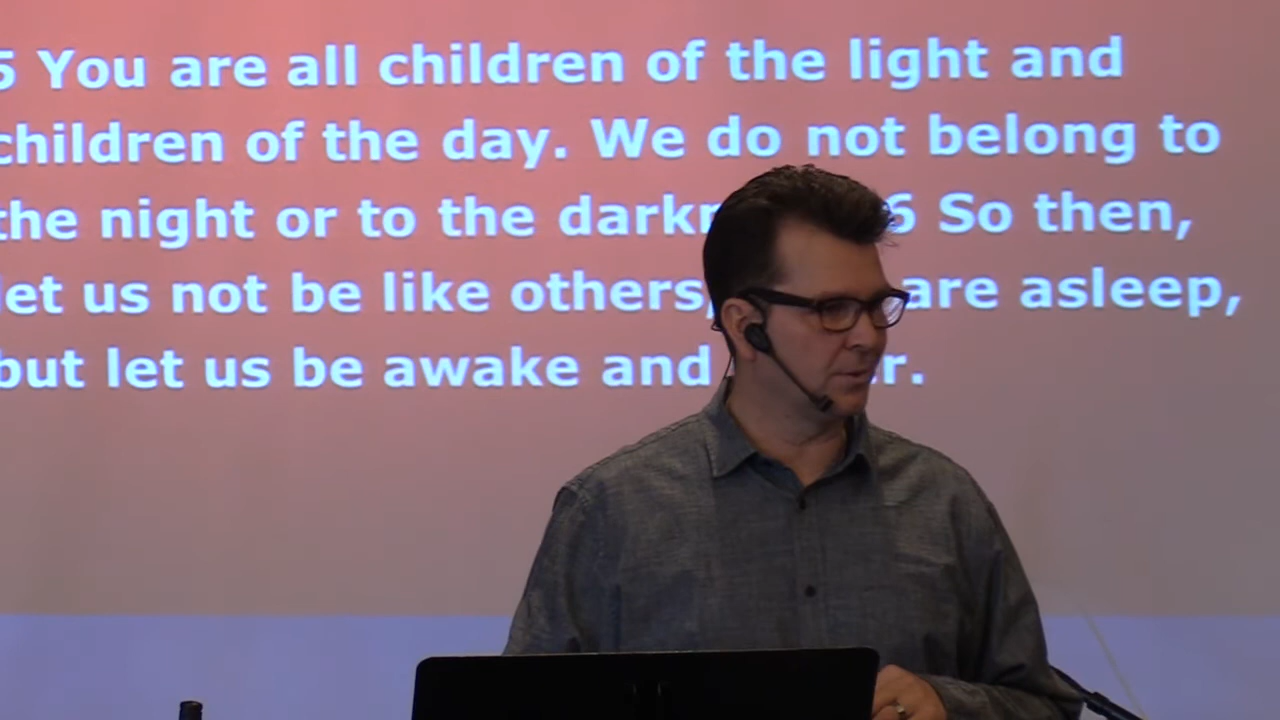 5 You are all children of the light and
children of the day. We do not belong to
the night or to the 6 So then,
let us not be like others, are asleep,
but let us be awake and